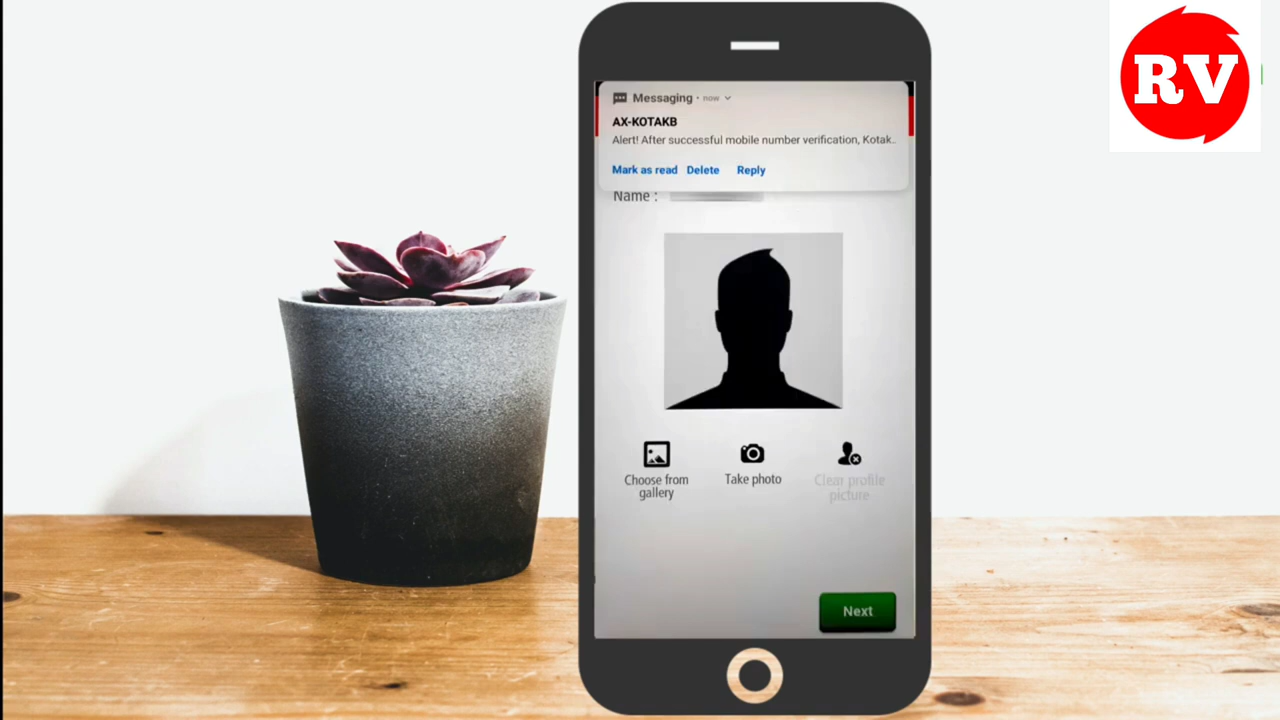 RV
Messaging • now
AX-KOTAKB
Alert! After successful mobile number verification, Kotak..
Mark as read Delete Reply
Name :
Choose from
gallery
Take photo
Clear profile
picture
Next